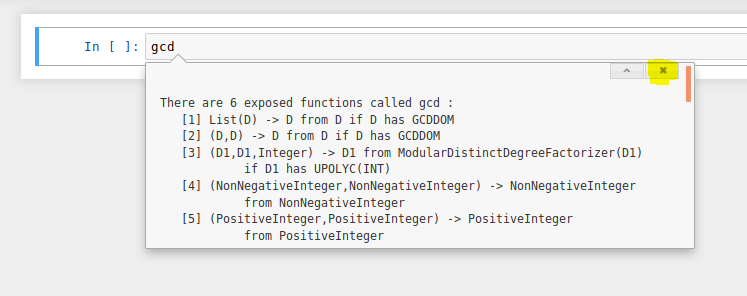 In [ ]: gcd
There are 6 exposed functions called gcd :
[1] List(D) -> D from D if D has GCDDOM
[2] (D,D) -> D from D if D has GCDDOM
[3] (D1,D1,Integer) -> D1 from ModularDistinctDegreeFactorizer(D1)
if D1 has UPOLYC(INT)
[4] (NonNegativeInteger,NonNegativeInteger) -> NonNegativeInteger
from NonNegativeInteger
[5] (PositiveInteger,PositiveInteger) -> PositiveInteger
from PositiveInteger